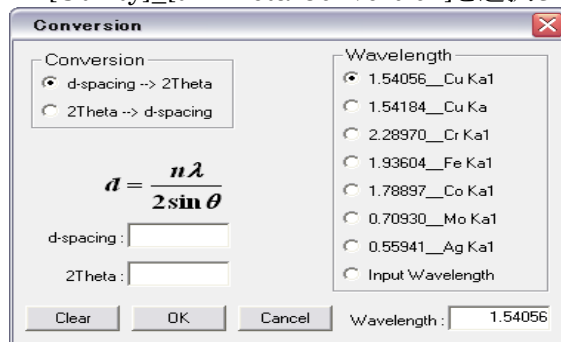 Conversion
Conversion
d-spacing --> 2Theta
2Theta --> d-spacing
d = nλ / 2 sin θ
d-spacing :
2Theta :
Clear
OK
Cancel
Wavelength
1.54056__Cu Ka1
1.54184__Cu Ka
2.28970__Cr Ka1
1.93604__Fe Ka1
1.78897__Co Ka1
0.70930__Mo Ka1
0.55941__Ag Ka1
Input Wavelength
Wavelength : 1.54056